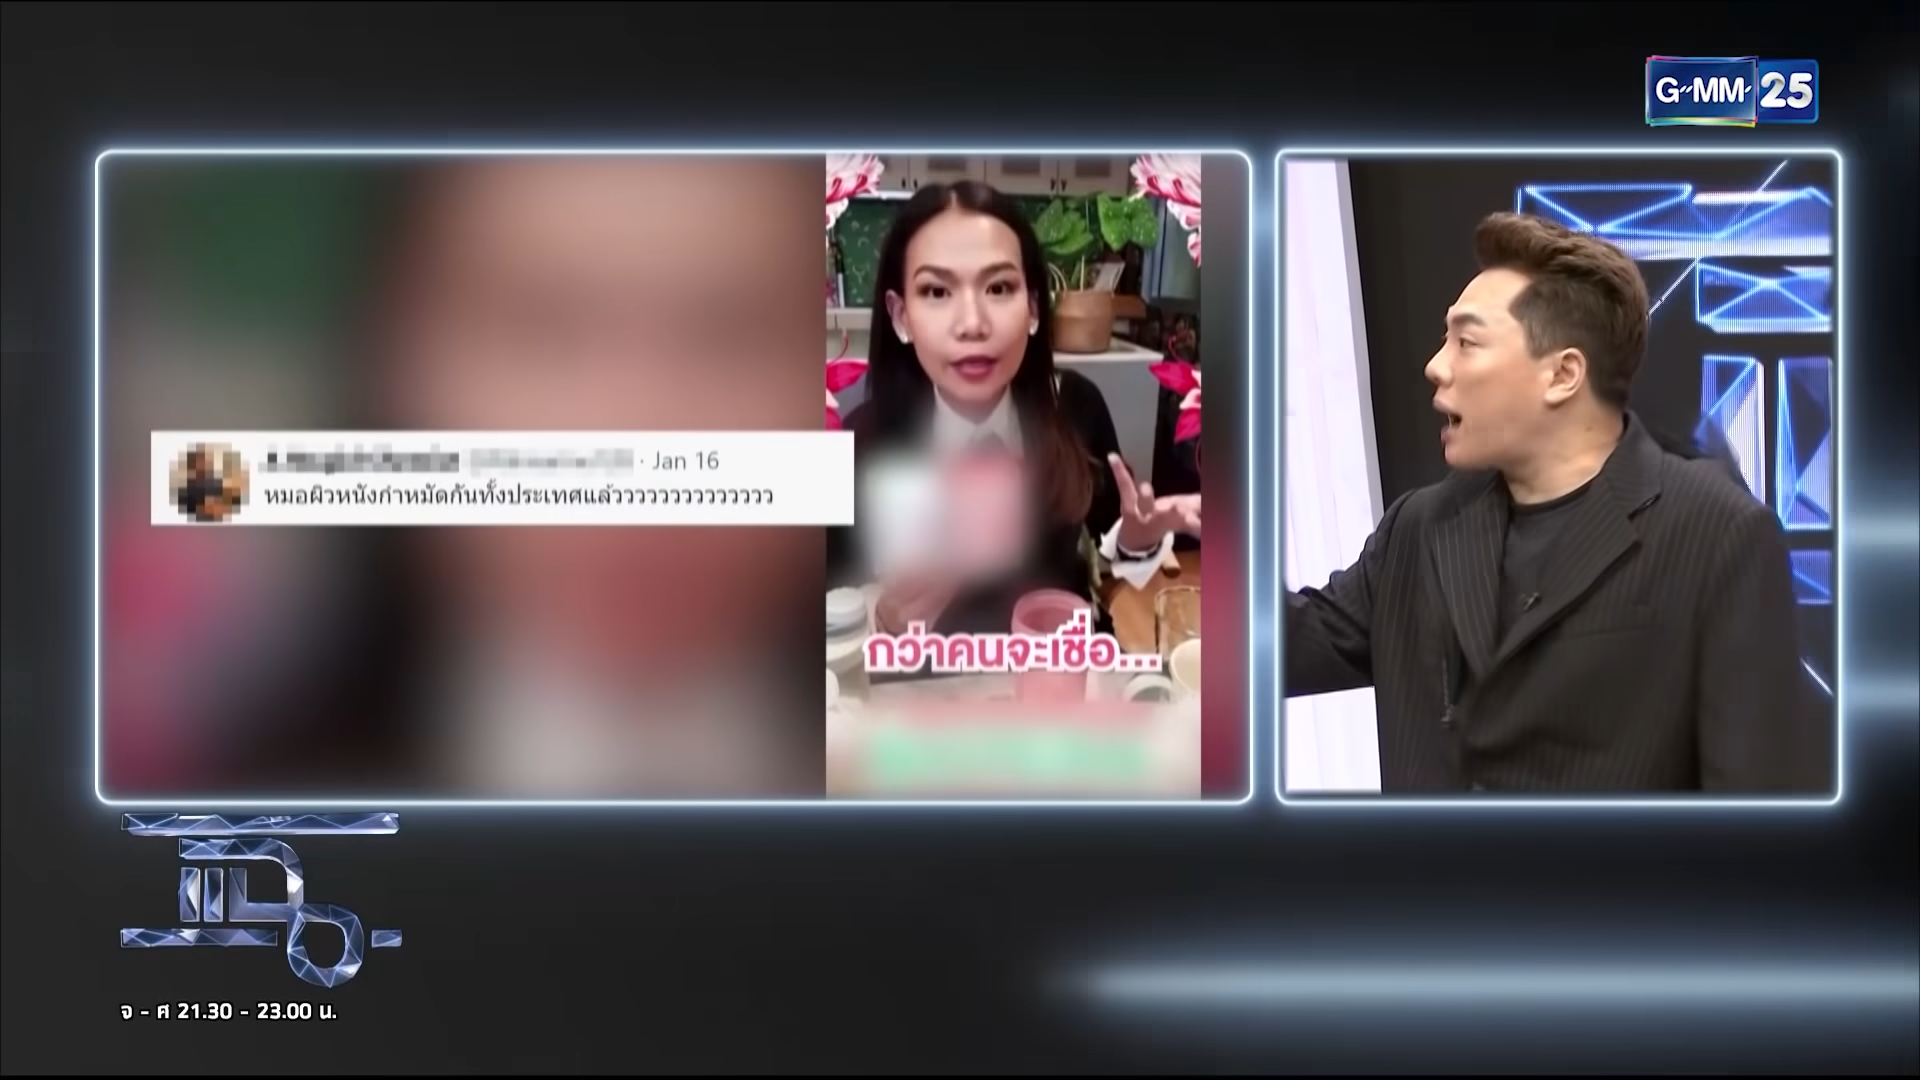 G-MM 25
· Jan 16
หมอผิวหนังกำหมัดกันทั้งประเทศแล้ววววววววววววววว
กว่าคนจะเชื่อ...
แฉ
จ - ศ 21.30 - 23.00 น.